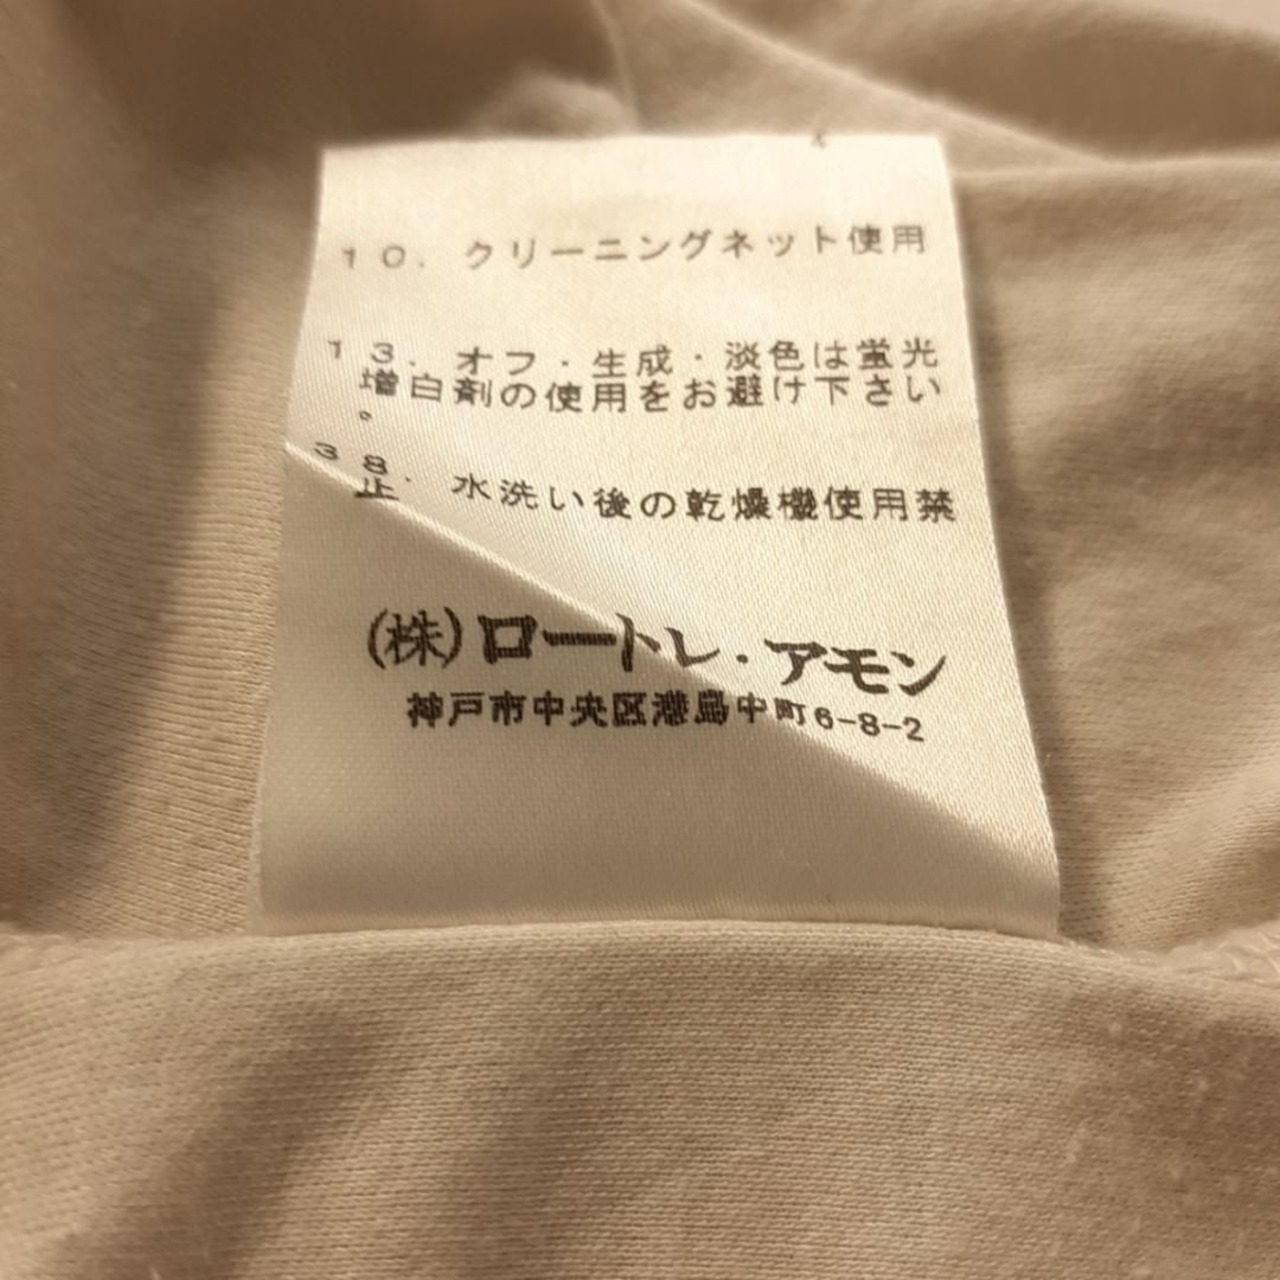 10. クリーニングネット使用
13. オフ・生成・淡色は蛍光
増白剤の使用をお避け下さい
。
38. 水洗い後の乾燥機使用禁
止
(株)ロートレ・アモン
神戸市中央区港島中町6-8-2